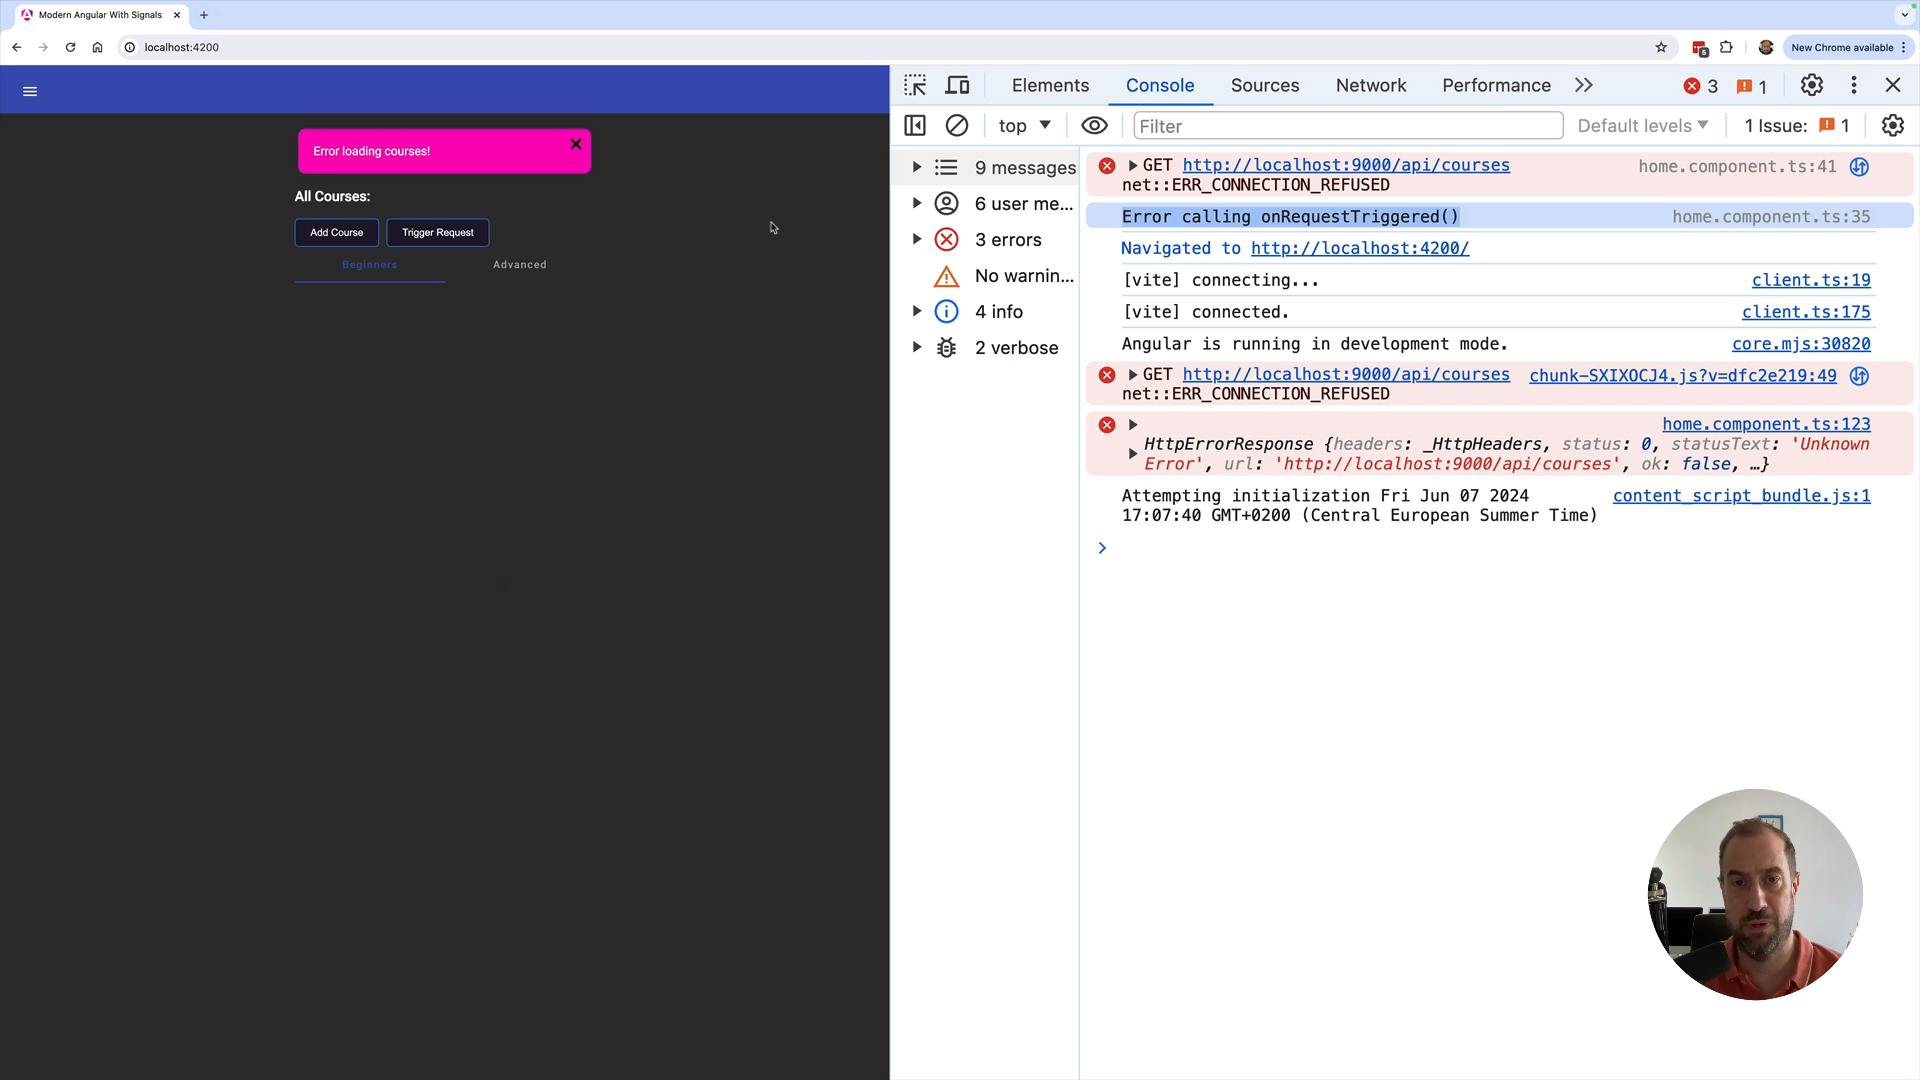 Modern Angular With Signals
localhost:4200
New Chrome available
Error loading courses!
All Courses:
Add Course
Trigger Request
Beginners
Advanced
Elements
Console
Sources
Network
Performance
3
1
top
Filter
Default levels
1 Issue:
1
9 messages
6 user me...
3 errors
No warnin...
4 info
2 verbose
GET http://localhost:9000/api/courses home.component.ts:41
net::ERR_CONNECTION_REFUSED
Error calling onRequestTriggered() home.component.ts:35
Navigated to http://localhost:4200/
[vite] connecting... client.ts:19
[vite] connected. client.ts:175
Angular is running in development mode. core.mjs:30820
GET http://localhost:9000/api/courses chunk-SXIXOCJ4.js?v=dfc2e219:49
net::ERR_CONNECTION_REFUSED
home.component.ts:123
HttpErrorResponse {headers: _HttpHeaders, status: 0, statusText: 'Unknown
Error', url: 'http://localhost:9000/api/courses', ok: false, …}
Attempting initialization Fri Jun 07 2024 content_script_bundle.js:1
17:07:40 GMT+0200 (Central European Summer Time)